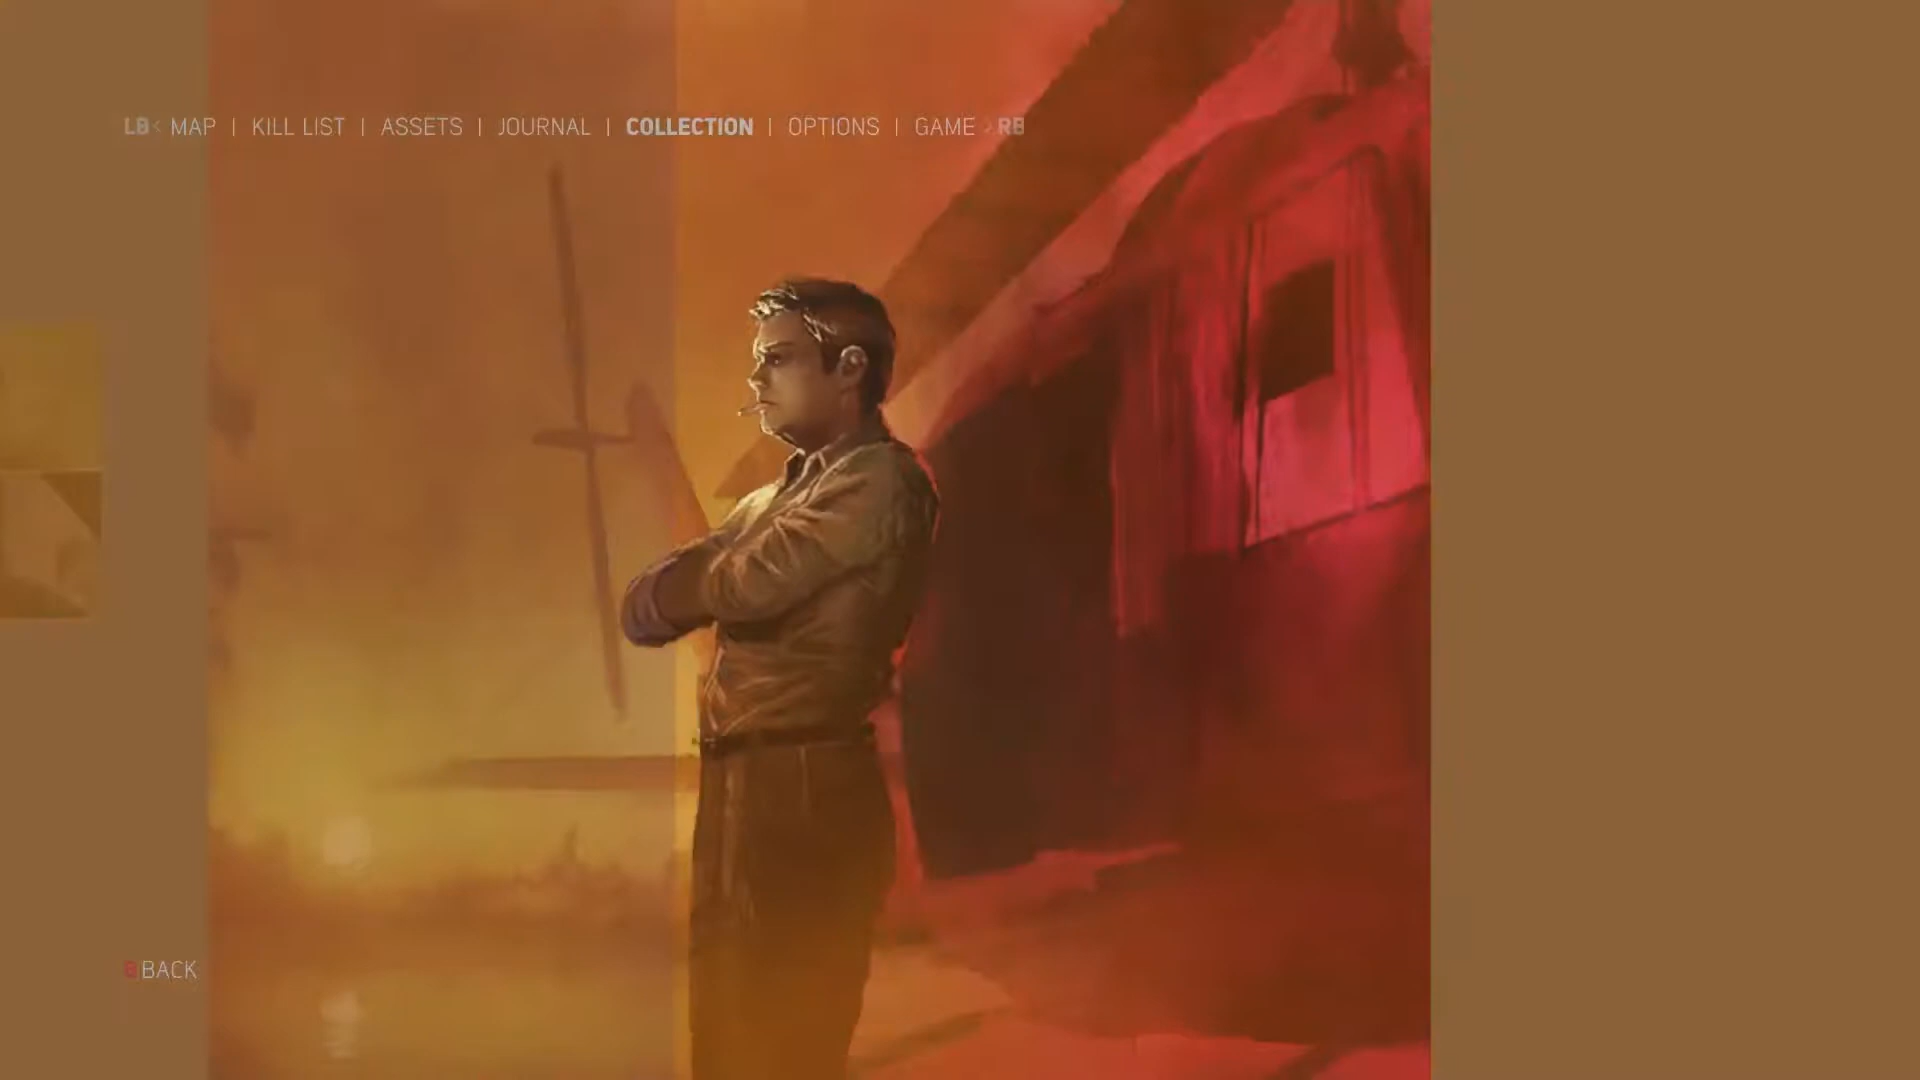 LB< MAP | KILL LIST | ASSETS | JOURNAL | COLLECTION | OPTIONS | GAME >RB
B BACK